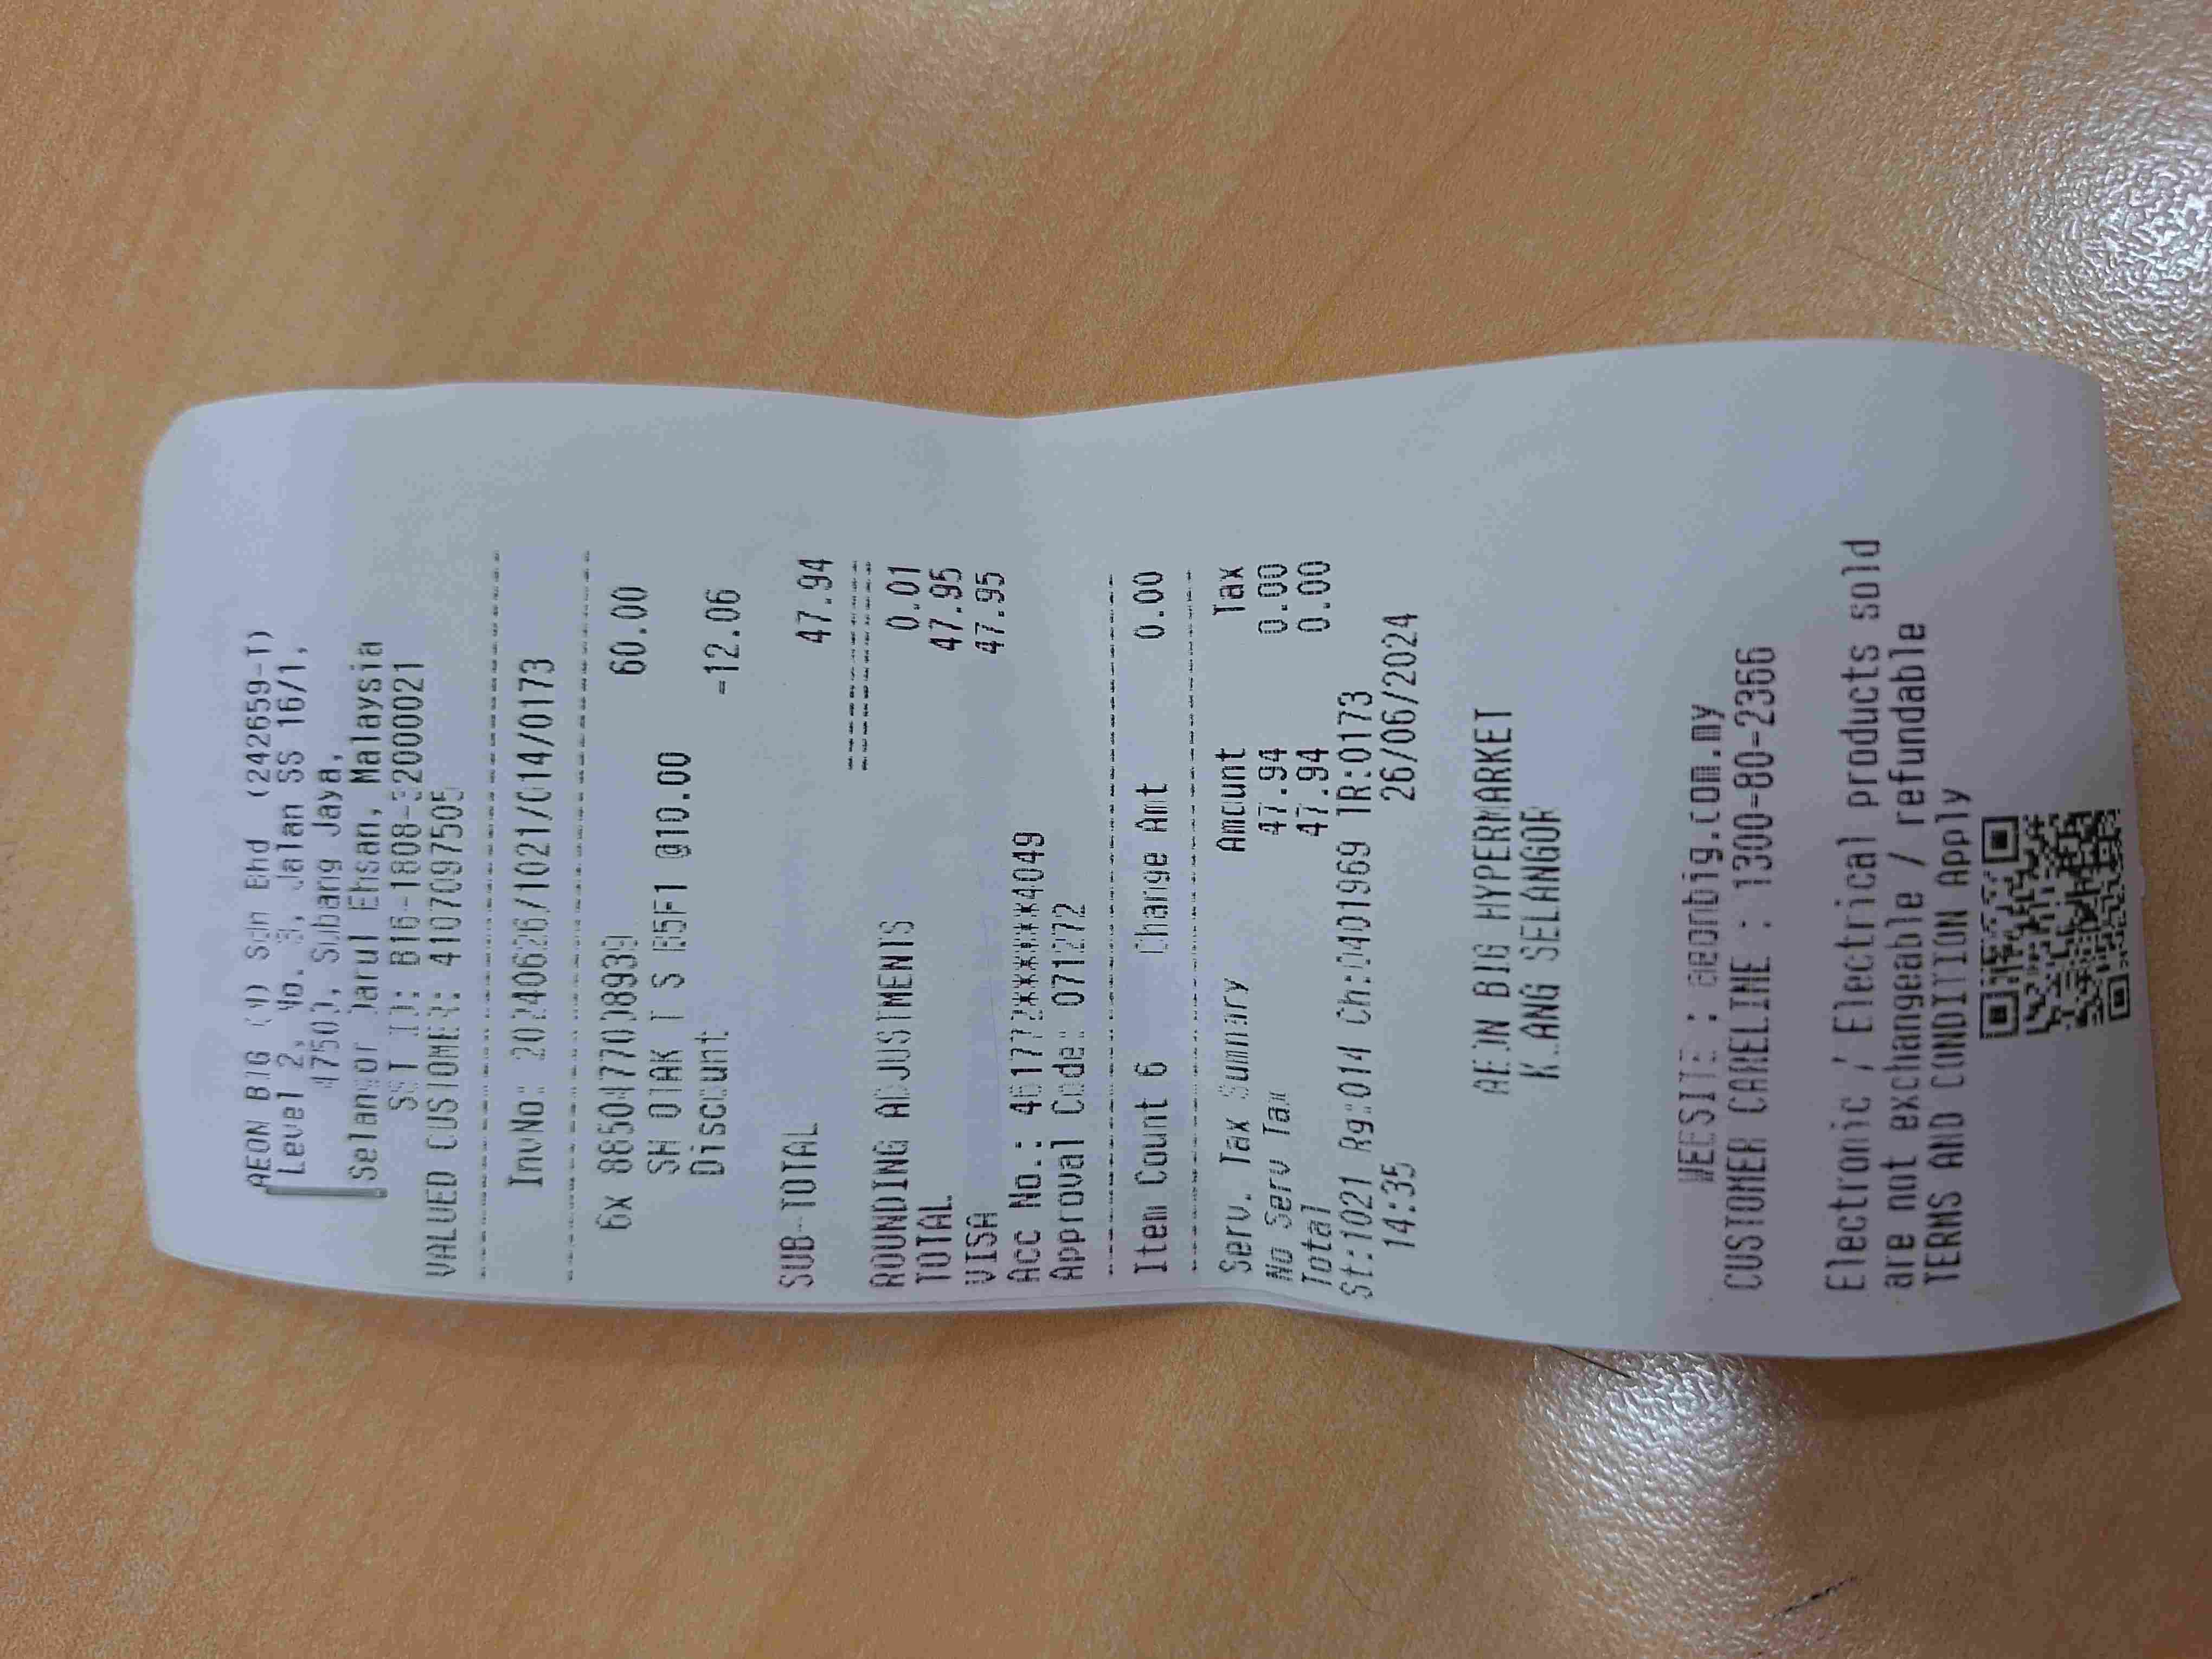 AEON BIG (M) Sdn Bhd (242659-T)
Level 2, No. 3, Jalan SS 16/1,
47500, Subang Jaya,
Selangor Darul Ehsan, Malaysia
SST ID: B16-1808-32000021
VALUED CUSTOMER: 4107097505
InvNo: 20240626/1021/014/0173
6x 8850477038939 60.00
SH @10.00
Discount -12.06
SUB-TOTAL 47.94
ROUNDING ADJUSTMENTS 0.01
TOTAL 47.95
VISA 47.95
ACC No.: ******4049
Approval Code: 071272
Item Count 6 Change Amt 0.00
Serv. Tax Summary Amount Tax
No Serv Tax 47.94 0.00
Total 47.94 0.00
St:1021 Rg:014 Ch:0401969 TR:0173
14:35 26/06/2024
AEON BIG HYPERMARKET
KLANG SELANGOR
WEBSITE : aeonbig.com.my
CUSTOMER CARELINE : 1300-80-2366
Electronic / Electrical products sold
are not exchangeable / refundable
TERMS AND CONDITION APPLY